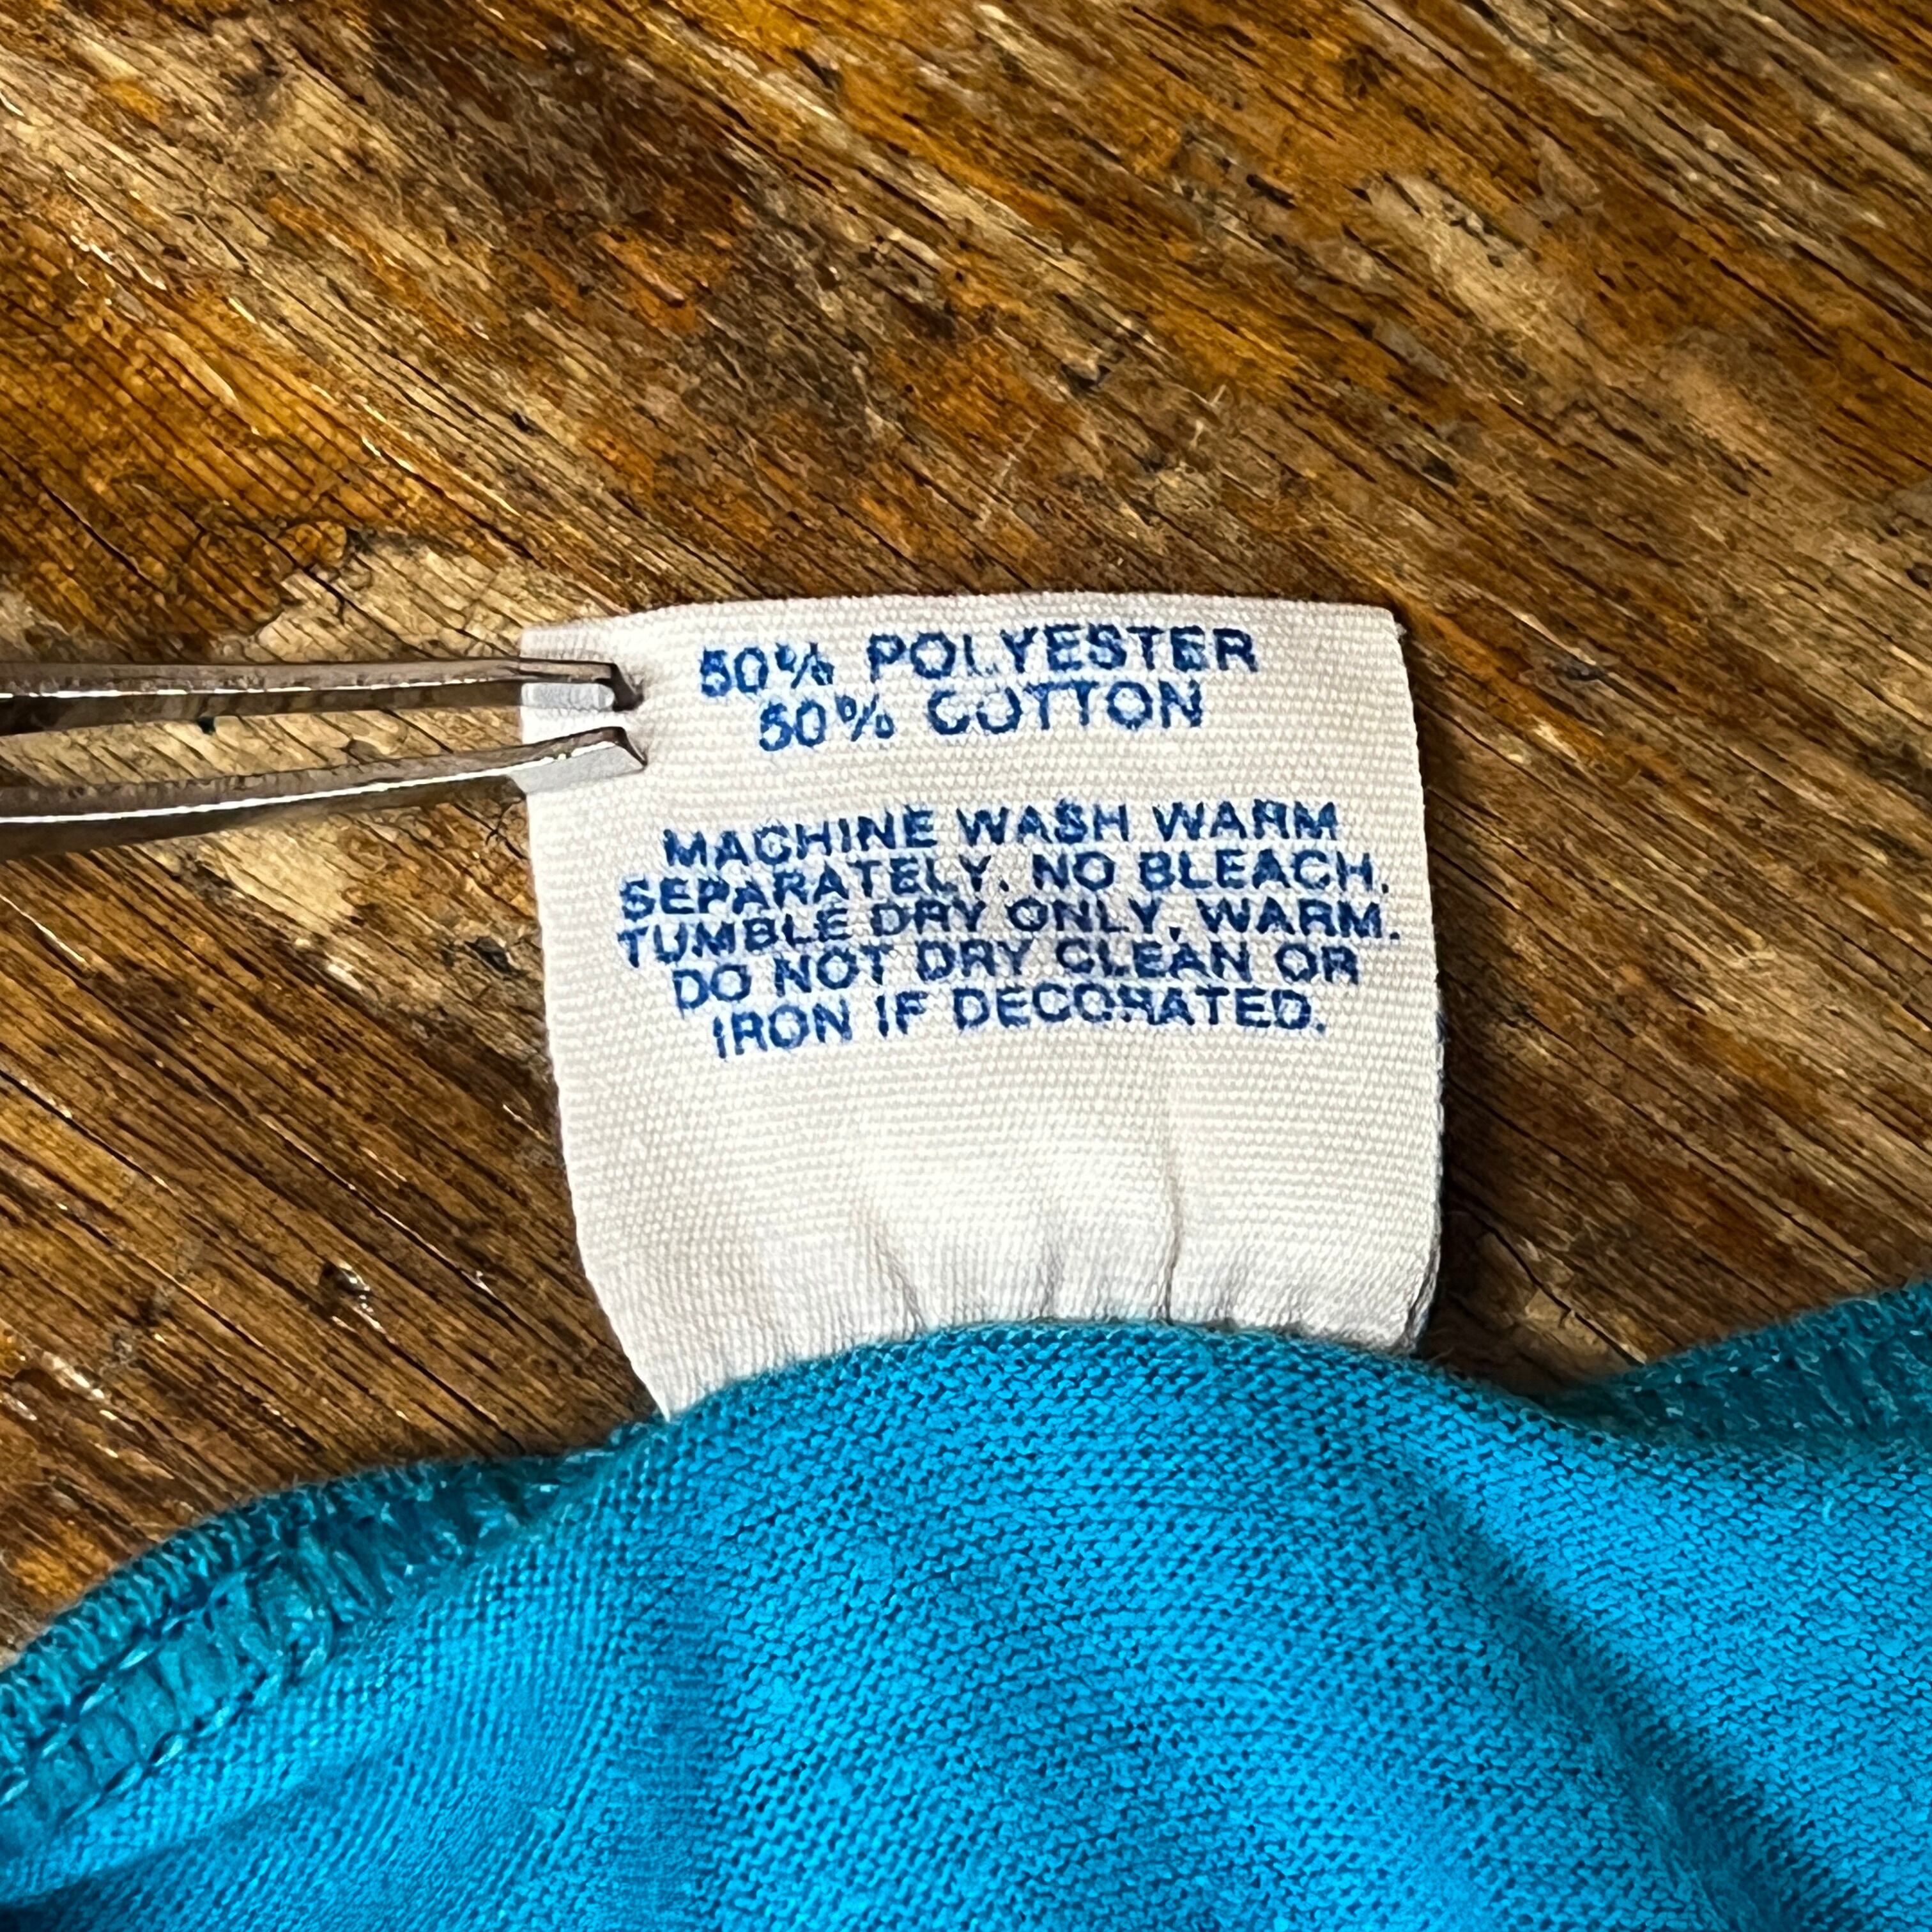 50% POLYESTER
50% COTTON
MACHINE WASH WARM
SEPARATELY. NO BLEACH.
TUMBLE DRY ONLY, WARM.
DO NOT DRY CLEAN OR
IRON IF DECORATED.